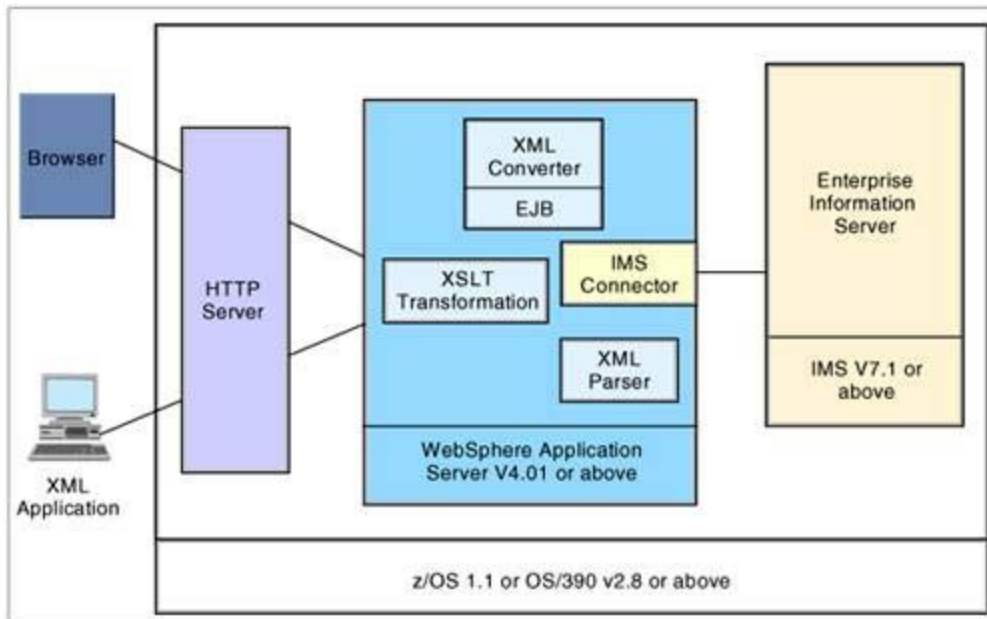 Browser
XML
Application
HTTP
Server
XML
Converter
EJB
XSLT
Transformation
IMS
Connector
XML
Parser
WebSphere Application
Server V4.01 or above
Enterprise
Information
Server
IMS V7.1 or
above
z/OS 1.1 or OS/390 v2.8 or above